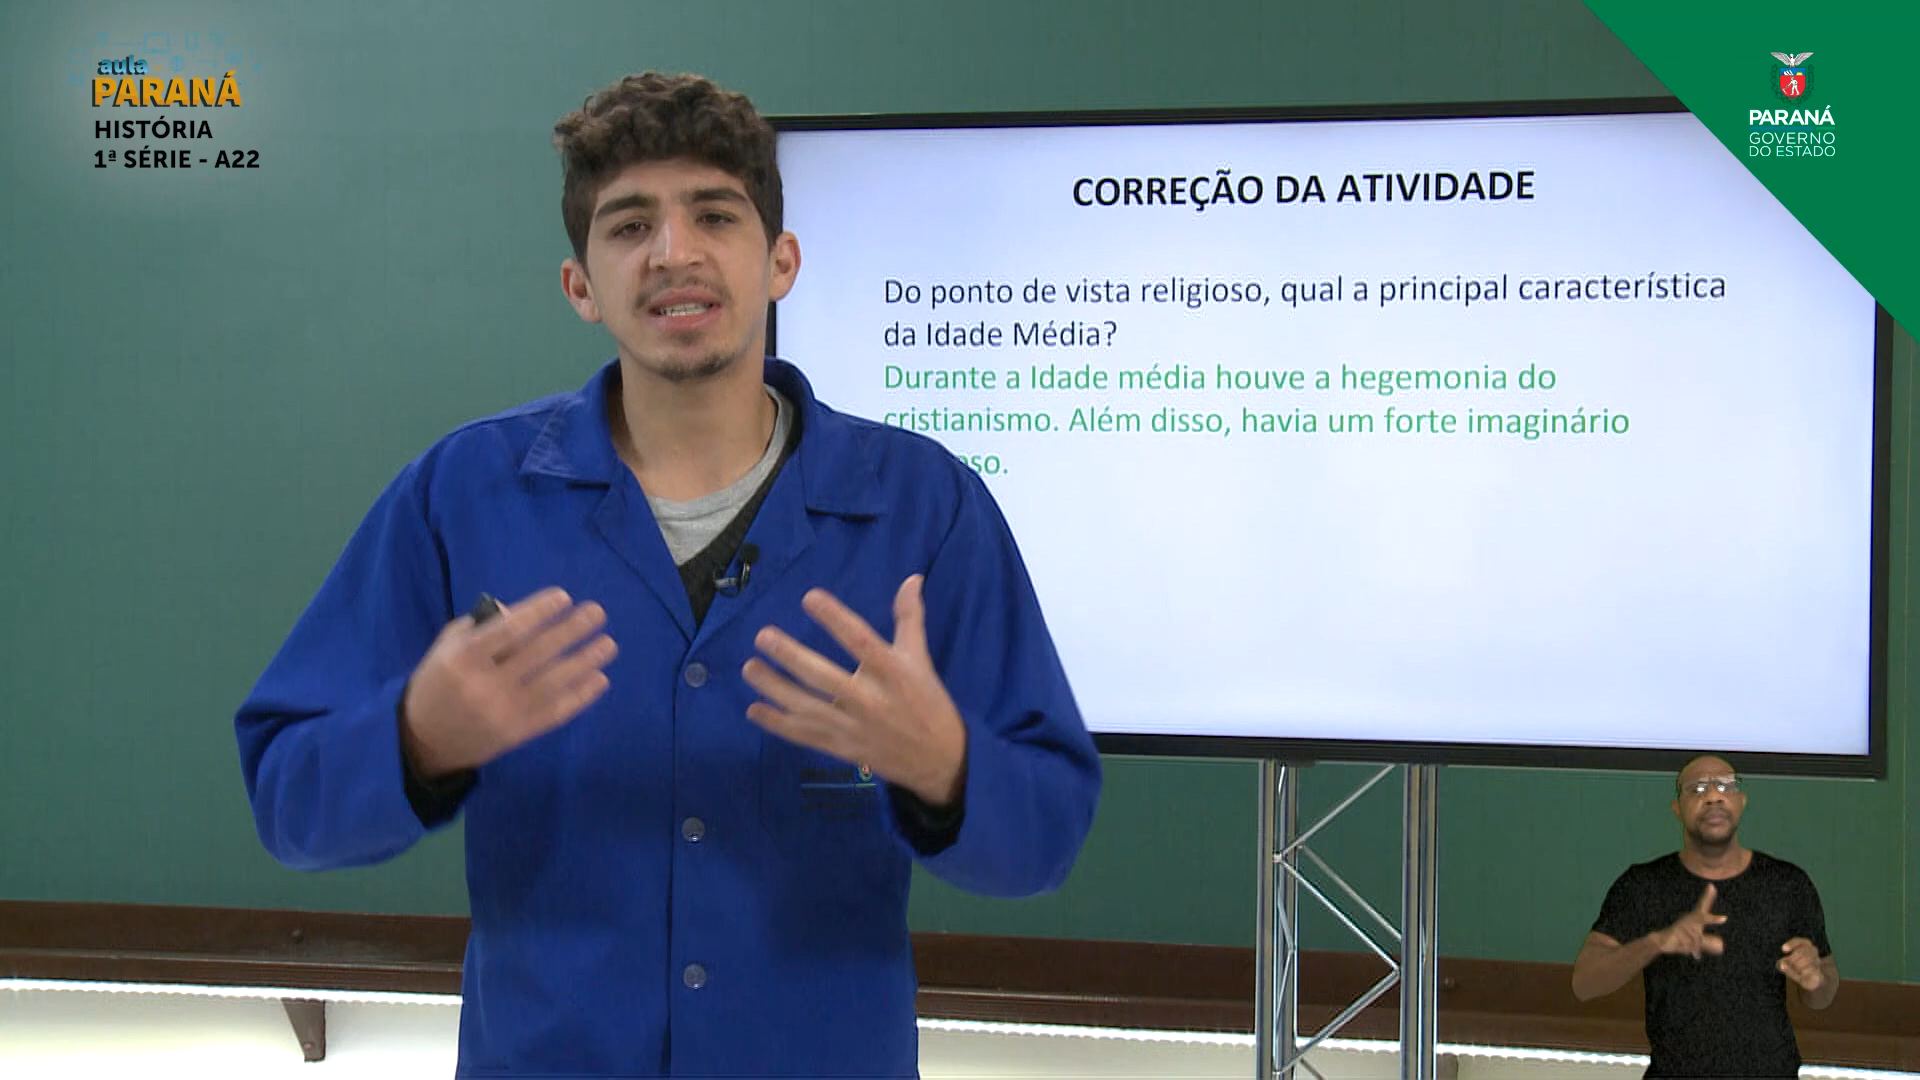 aula
PARANÁ
HISTÓRIA
1ª SÉRIE - A22
PARANÁ
GOVERNO
DO ESTADO
CORREÇÃO DA ATIVIDADE
Do ponto de vista religioso, qual a principal característica
da Idade Média?
Durante a Idade média houve a hegemonia do
cristianismo. Além disso, havia um forte imaginário